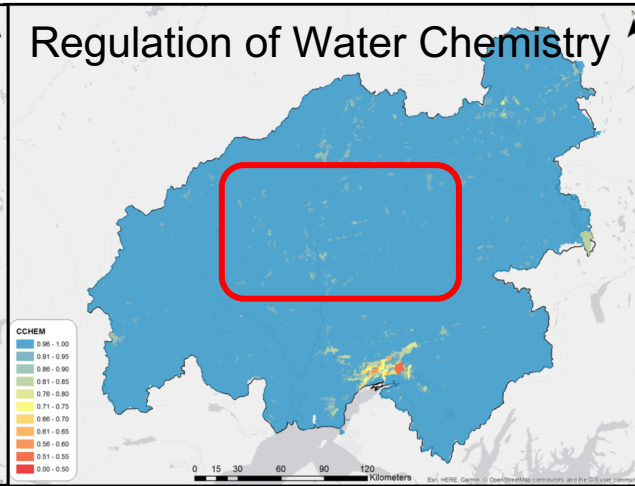 Regulation of Water Chemistry
N
CCHEM
0.96 - 1.00
0.91 - 0.95
0.86 - 0.90
0.81 - 0.85
0.76 - 0.80
0.71 - 0.75
0.66 - 0.70
0.61 - 0.65
0.56 - 0.60
0.51 - 0.55
0.00 - 0.50
0 15 30 60 90 120
Kilometers
Esri, HERE, Garmin, © OpenStreetMap contributors, and the GIS user